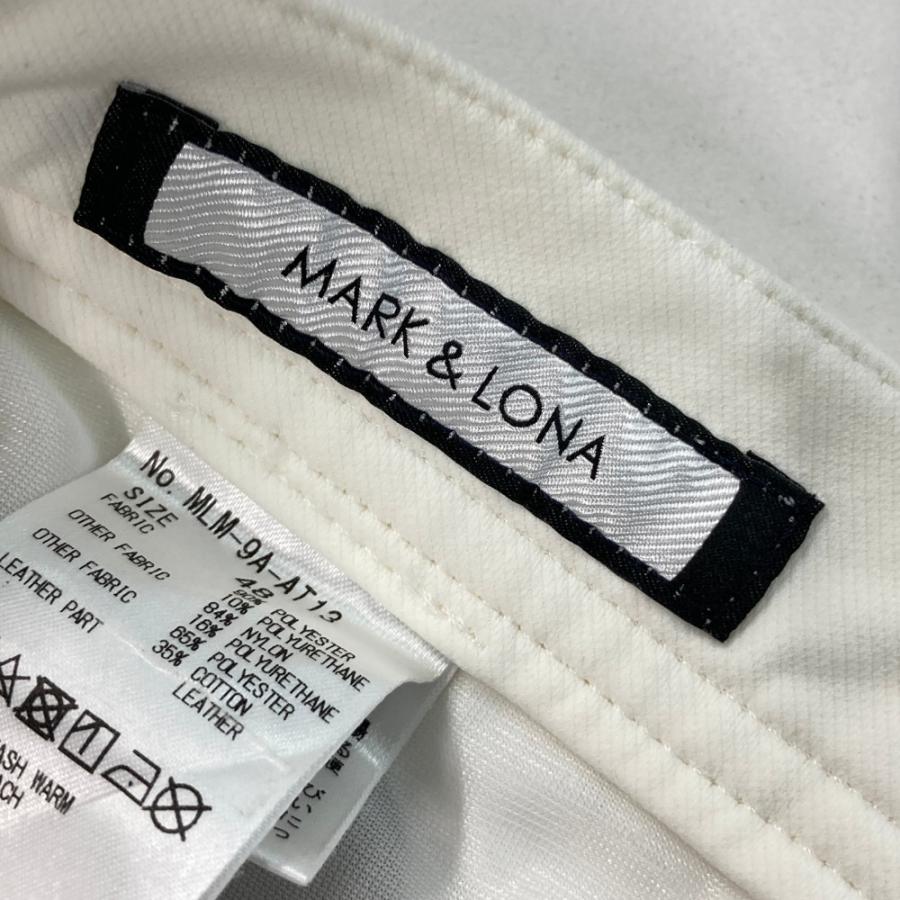 MARK & LONA
No. MLM-9A-AT13
SIZE 48
FABRIC 90% POLYESTER
10% POLYURETHANE
OTHER FABRIC 84% NYLON
16% POLYURETHANE
OTHER FABRIC 65% POLYESTER
35% COTTON
LEATHER PART LEATHER
WARM